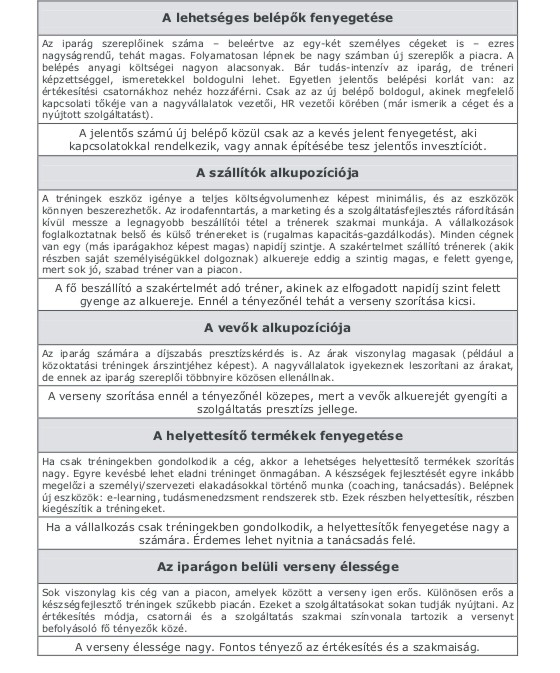 A lehetséges belépők fenyegetése
Az iparág szereplőinek száma – beleértve az egy-két személyes cégeket is – ezres
nagyságrendű, tehát magas. Folyamatosan lépnek be nagy számban új szereplők a piacra. A
belépés anyagi költségei nagyon alacsonyak. Bár tudás-intenzív az iparág, de tréneri
képzettséggel, ismeretekkel boldogulni lehet. Egyetlen jelentős belépési korlát van: az
értékesítési csatornákhoz nehéz hozzáférni. Csak az az új belépő boldogul, akinek megfelelő
kapcsolati tőkéje van a nagyvállalatok vezetői, HR vezetői körében (már ismerik a céget és a
nyújtott szolgáltatást).
A jelentős számú új belépő közül csak az a kevés jelent fenyegetést, aki
kapcsolatokkal rendelkezik, vagy annak építésébe tesz jelentős investíciót.
A szállítók alkupozíciója
A tréningek eszköz igénye a teljes költségvolumenhez képest minimális, és az eszközök
könnyen beszerezhetők. Az irodafenntartás, a marketing és a szolgáltatásfejlesztés ráfordításán
kívül messze a legnagyobb beszállítói tétel a trénerek szakmai munkája. A vállalkozások
foglalkoztatnak belső és külső trénereket is (rugalmas kapacitás-gazdálkodás). Minden cégnek
van egy (más iparágakhoz képest magas) napidíj szintje. A szakértelmet szállító trénerek (akik
részben saját személyiségükkel dolgoznak) alkuereje eddig a szintig magas, e felett gyenge,
mert sok jó, szabad tréner van a piacon.
A fő beszállító a szakértelmét adó tréner, akinek az elfogadott napidíj szint felett
gyenge az alkuereje. Ennél a tényezőnél tehát a verseny szorítása kicsi.
A vevők alkupozíciója
Az iparág számára a díjszabás presztízskérdés is. Az árak viszonylag magasak (például a
közoktatási tréningek árszintjéhez képest). A nagyvállalatok igyekeznek leszorítani az árakat,
de ennek az iparág szereplői többnyire közösen ellenállnak.
A verseny szorítása ennél a tényezőnél közepes, mert a vevők alkuerejét gyengíti a
szolgáltatás presztízs jellege.
A helyettesítő termékek fenyegetése
Ha csak tréningekben gondolkodik a cég, akkor a lehetséges helyettesítő termékek szorítás
nagy. Egyre kevésbé lehet eladni tréninget önmagában. A készségek fejlesztését egyre inkább
megelőzi a személyi/szervezeti elakadásokkal történő munka (coaching, tanácsadás). Belépnek
új eszközök: e-learning, tudásmenedzsment rendszerek stb. Ezek részben helyettesítik, részben
kiegészítik a tréningeket.
Ha a vállalkozás csak tréningekben gondolkodik, a helyettesítők fenyegetése nagy a
számára. Érdemes lehet nyitnia a tanácsadás felé.
Az iparágon belüli verseny élessége
Sok viszonylag kis cég van a piacon, amelyek között a verseny igen erős. Különösen erős a
készségfejlesztő tréningek szűkebb piacán. Ezeket a szolgáltatásokat sokan tudják nyújtani. Az
értékesítés módja, csatornái és a szolgáltatás szakmai színvonala tartozik a versenyt
befolyásoló fő tényezők közé.
A verseny élessége nagy. Fontos tényező az értékesítés és a szakmaiság.